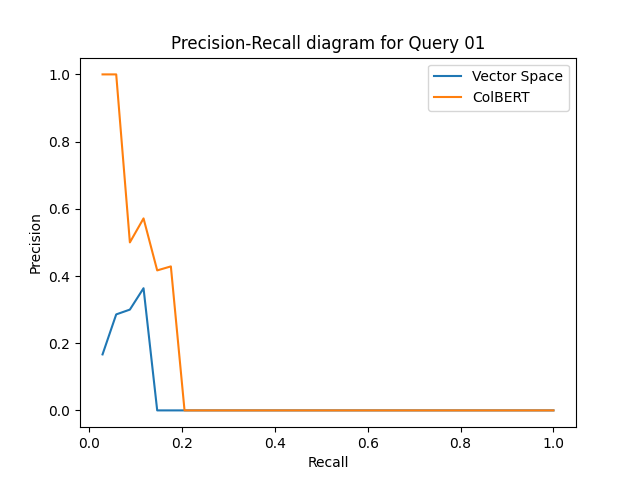 Precision-Recall diagram for Query 01
Vector Space
ColBERT
Precision
1.0
0.8
0.6
0.4
0.2
0.0
0.0 0.2 0.4 0.6 0.8 1.0
Recall